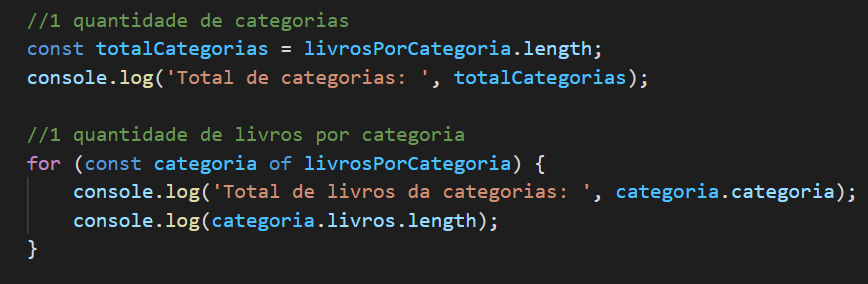 //1 quantidade de categorias
const totalCategorias = livrosPorCategoria.length;
console.log('Total de categorias: ', totalCategorias);

//1 quantidade de livros por categoria
for (const categoria of livrosPorCategoria) {
    console.log('Total de livros da categorias: ', categoria.categoria);
    console.log(categoria.livros.length);
}